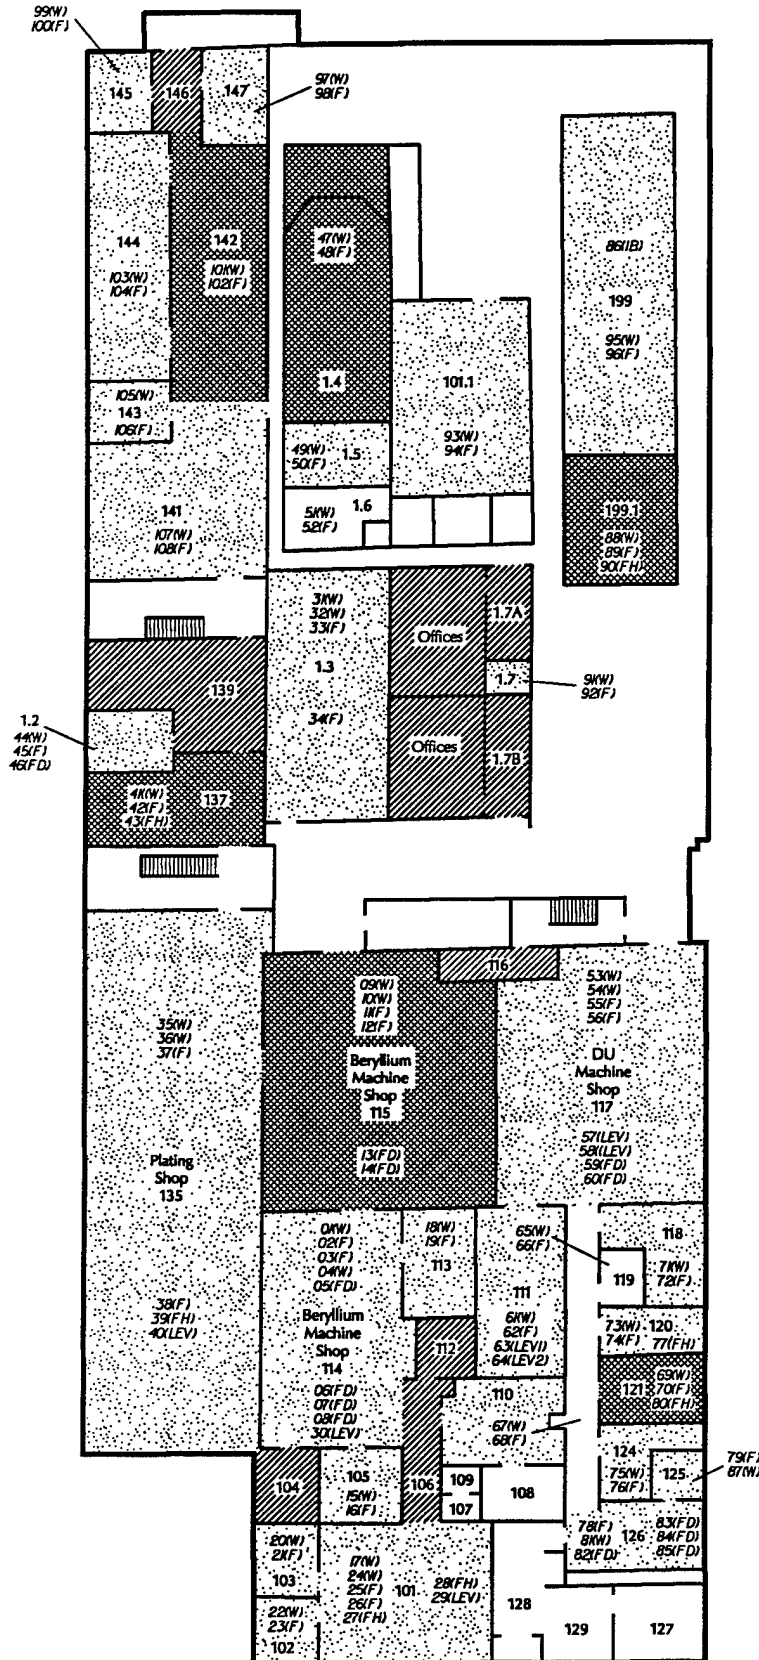 99(W)
100(F)
145
146
147
97(W)
98(F)
144
103(W)
104(F)
142
101(W)
102(F)
47(W)
48(F)
1.4
86(IB)
199
95(W)
96(F)
101.1
93(W)
94(F)
105(W)
143
106(F)
49(W)
50(F)
1.5
51(W)
52(F)
1.6
141
107(W)
108(F)
199.1
88(W)
89(F)
90(FH)
31(W)
32(W)
33(F)
1.3
34(F)
Offices
1.7A
1.7
91(W)
92(F)
Offices
1.7B
139
1.2
44(W)
45(F)
46(FD)
41(W)
42(F)
43(FH)
137
116
09(W)
10(W)
11(F)
12(F)
Beryllium
Machine
Shop
115
13(FD)
14(FD)
53(W)
54(W)
55(F)
56(F)
DU
Machine
Shop
117
57(LEV)
58(LEV)
59(FD)
60(FD)
35(W)
36(W)
37(F)
Plating
Shop
135
38(F)
39(FH)
40(LEV)
01(W)
02(F)
03(F)
04(W)
05(FD)
Beryllium
Machine
Shop
114
06(FD)
07(FD)
08(FD)
30(LEV)
18(W)
19(F)
113
65(W)
66(F)
111
61(W)
62(F)
63(LEV1)
64(LEV2)
118
119
71(W)
72(F)
73(W)
74(F)
120
77(FH)
112
110
67(W)
68(F)
121
69(W)
70(F)
80(FH)
124
75(W)
76(F)
125
79(F)
87(W)
104
105
15(W)
16(F)
106
109
107
108
78(F)
81(W)
82(FD)
126
83(FD)
84(FD)
85(FD)
20(W)
21(F)
103
22(W)
23(F)
102
17(W)
24(W)
25(F)
26(F)
27(FH)
101
28(FH)
29(LEV)
128
129
127